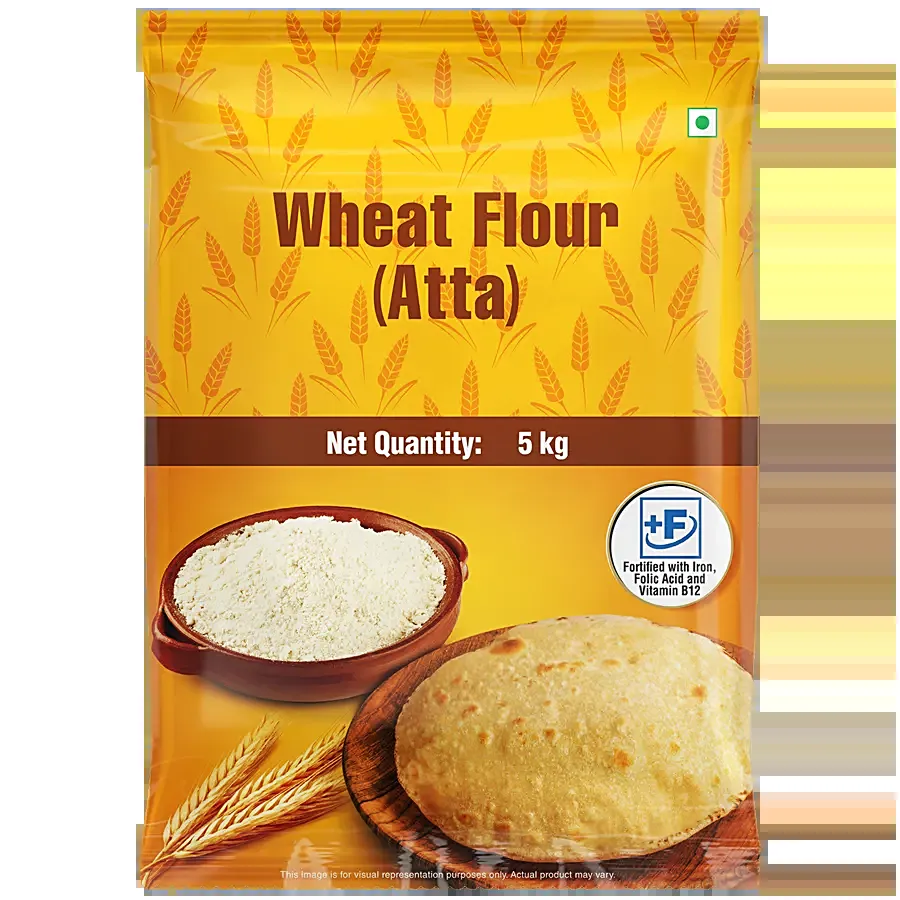 Wheat Flour
(Atta)
Net Quantity: 5 kg
+F
Fortified with Iron,
Folic Acid and
Vitamin B12
This Image is for visual representation purposes only. Actual product may vary.